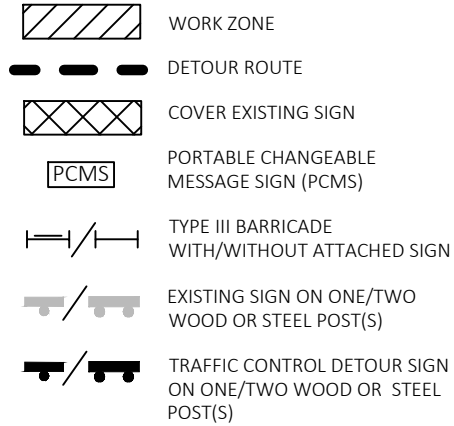 WORK ZONE
DETOUR ROUTE
COVER EXISTING SIGN
PCMS
PORTABLE CHANGEABLE
MESSAGE SIGN (PCMS)
TYPE III BARRICADE
WITH/WITHOUT ATTACHED SIGN
EXISTING SIGN ON ONE/TWO
WOOD OR STEEL POST(S)
TRAFFIC CONTROL DETOUR SIGN
ON ONE/TWO WOOD OR STEEL
POST(S)